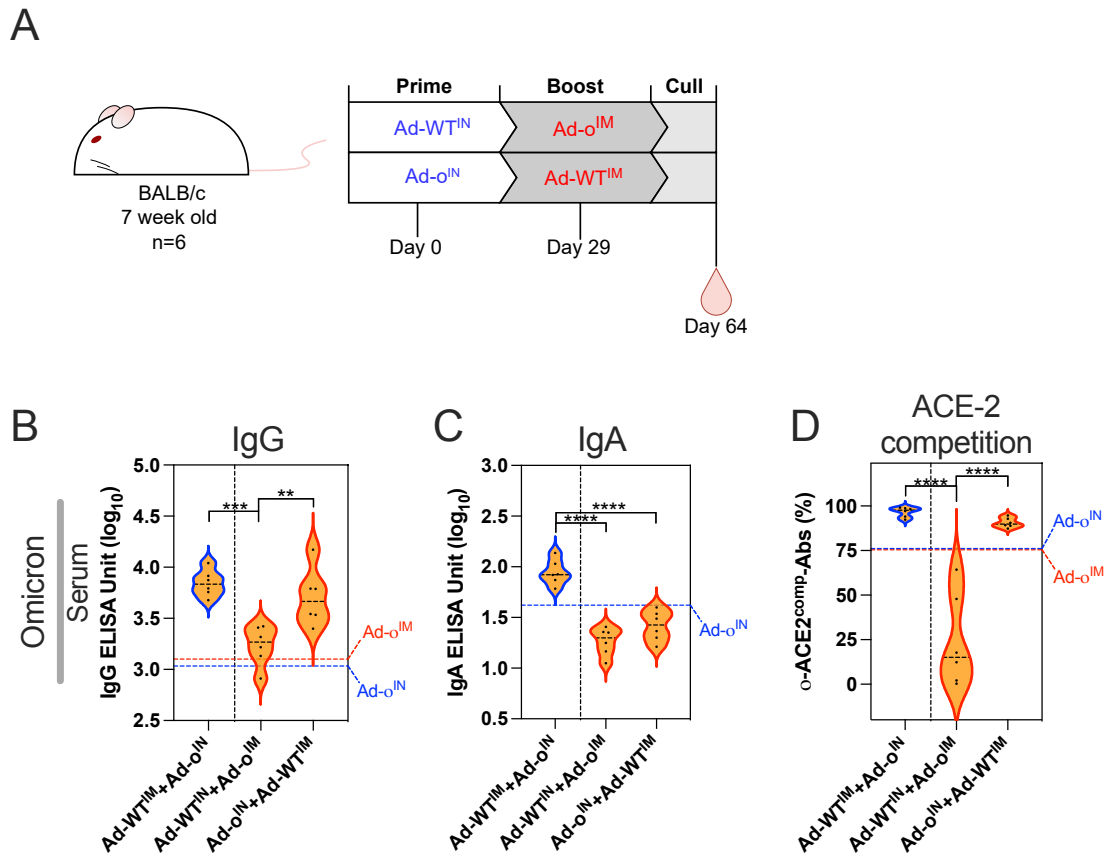 A
Prime Boost Cull
Ad-WTᴵᴺ Ad-oᴵᴹ
Ad-oᴵᴺ Ad-WTᴵᴹ
BALB/c
7 week old
n=6
Day 0
Day 29
Day 64
B
IgG
Omicron
Serum
IgG ELISA Unit (log₁₀)
5.0
4.5
4.0
3.5
3.0
2.5
*** **
Ad-oᴵᴹ
Ad-oᴵᴺ
Ad-WTᴵᴹ+Ad-oᴵᴺ
Ad-WTᴵᴺ+Ad-oᴵᴹ
Ad-oᴵᴺ+Ad-WTᴵᴹ
C
IgA
IgA ELISA Unit (log₁₀)
3.0
2.5
2.0
1.5
1.0
0.5
****
****
Ad-oᴵᴺ
Ad-WTᴵᴹ+Ad-oᴵᴺ
Ad-WTᴵᴺ+Ad-oᴵᴹ
Ad-oᴵᴺ+Ad-WTᴵᴹ
D
ACE-2
competition
o-ACE2ᶜᵒᵐᵖ-Abs (%)
100
75
50
25
0
**** ****
Ad-oᴵᴺ
Ad-oᴵᴹ
Ad-WTᴵᴹ+Ad-oᴵᴺ
Ad-WTᴵᴺ+Ad-oᴵᴹ
Ad-oᴵᴺ+Ad-WTᴵᴹ